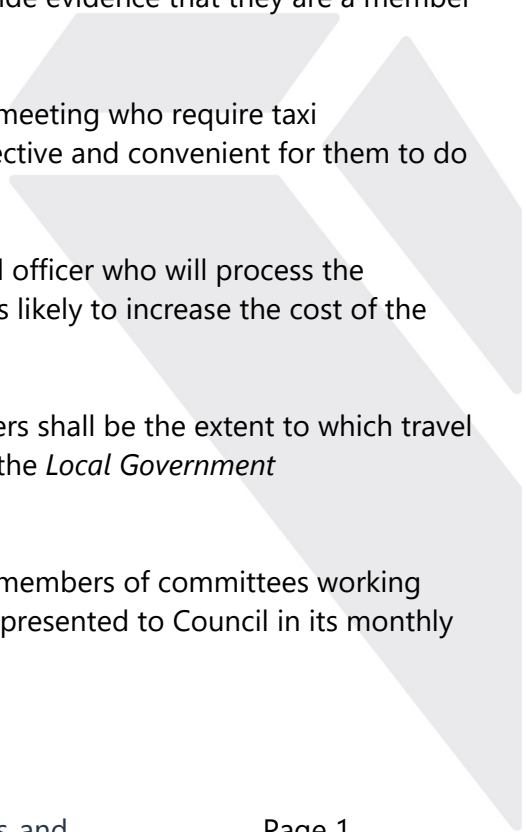 ide evidence that they are a member
meeting who require taxi
ective and convenient for them to do
l officer who will process the
s likely to increase the cost of the
ers shall be the extent to which travel
the Local Government
members of committees working
presented to Council in its monthly
s and Page 1